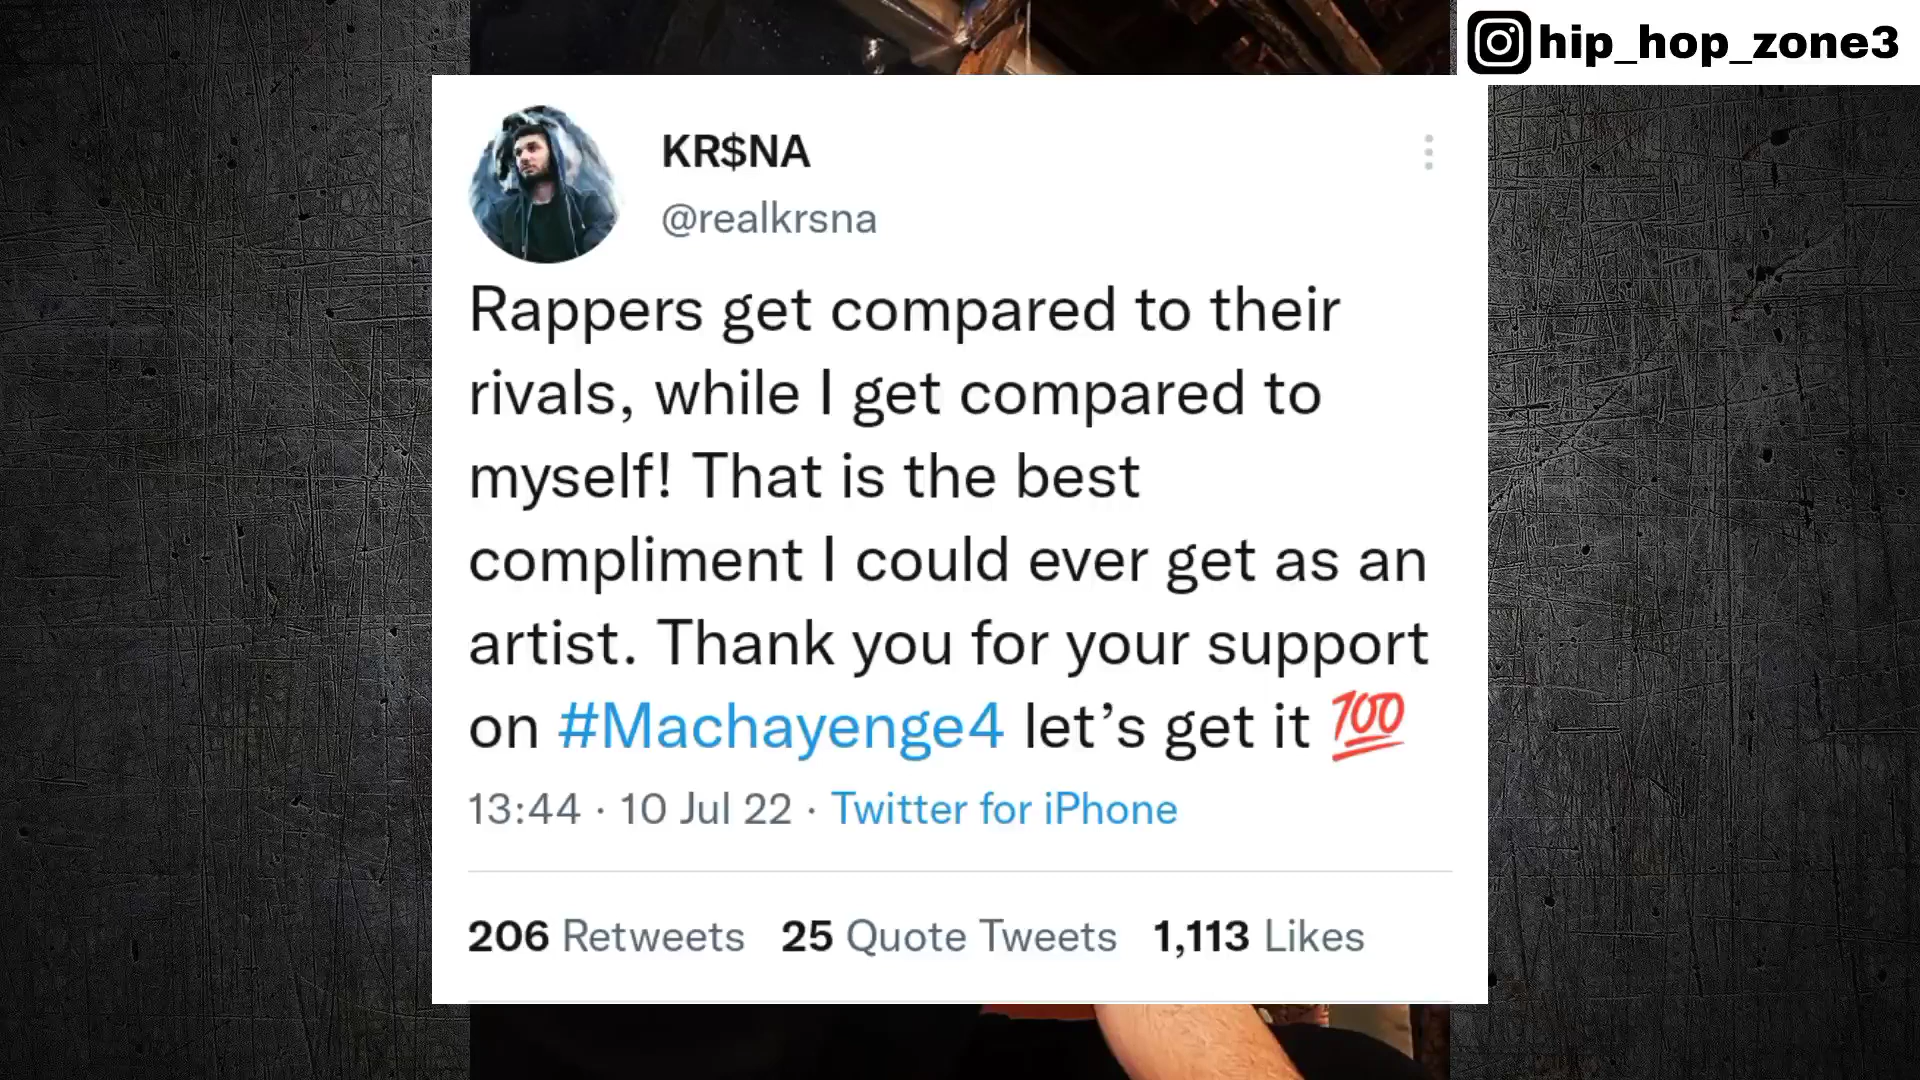 hip_hop_zone3
KR$NA
@realkrsna
Rappers get compared to their
rivals, while I get compared to
myself! That is the best
compliment I could ever get as an
artist. Thank you for your support
on #Machayenge4 let’s get it 💯
13:44 · 10 Jul 22 · Twitter for iPhone
206 Retweets 25 Quote Tweets 1,113 Likes